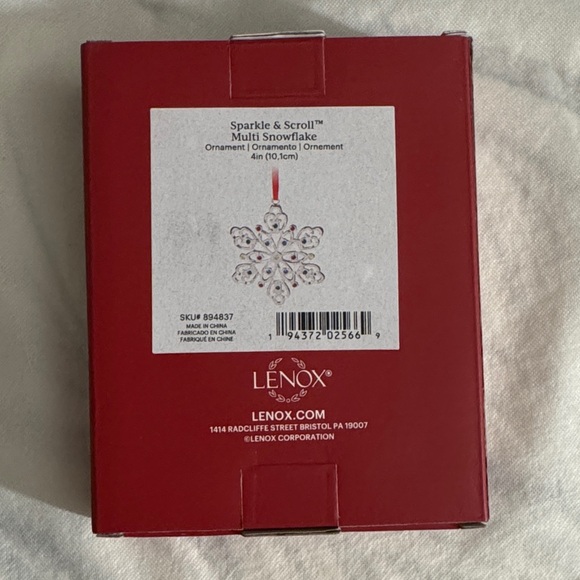 Sparkle & Scroll™
Multi Snowflake
Ornament | Ornamento | Ornement
4in (10,1cm)
SKU# 894837
MADE IN CHINA
FABRICADO EN CHINA
FABRIQUÉ EN CHINE
1 94372 02566 9
LENOX®
LENOX.COM
1414 RADCLIFFE STREET BRISTOL PA 19007
©LENOX CORPORATION